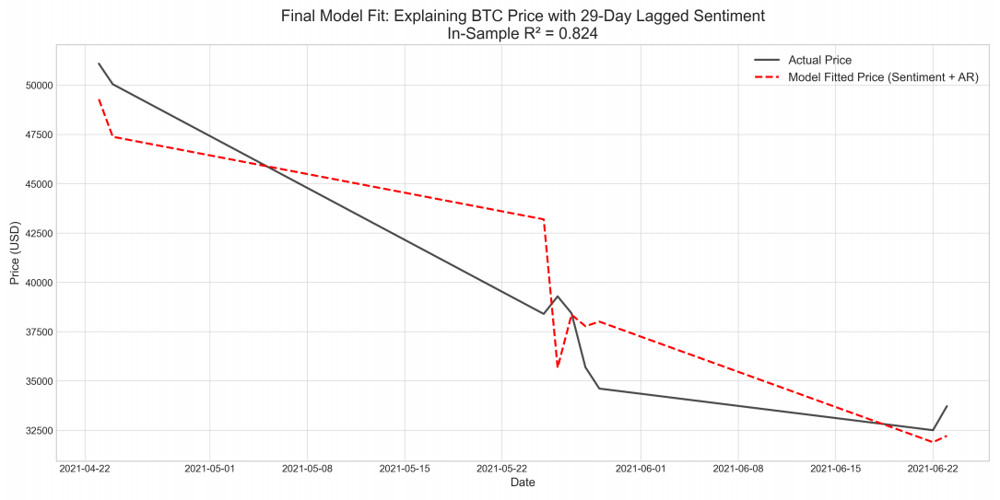 Final Model Fit: Explaining BTC Price with 29-Day Lagged Sentiment
In-Sample R² = 0.824
Actual Price
Model Fitted Price (Sentiment + AR)
Price (USD)
50000
47500
45000
42500
40000
37500
35000
32500
2021-04-22 2021-05-01 2021-05-08 2021-05-15 2021-05-22 2021-06-01 2021-06-08 2021-06-15 2021-06-22
Date